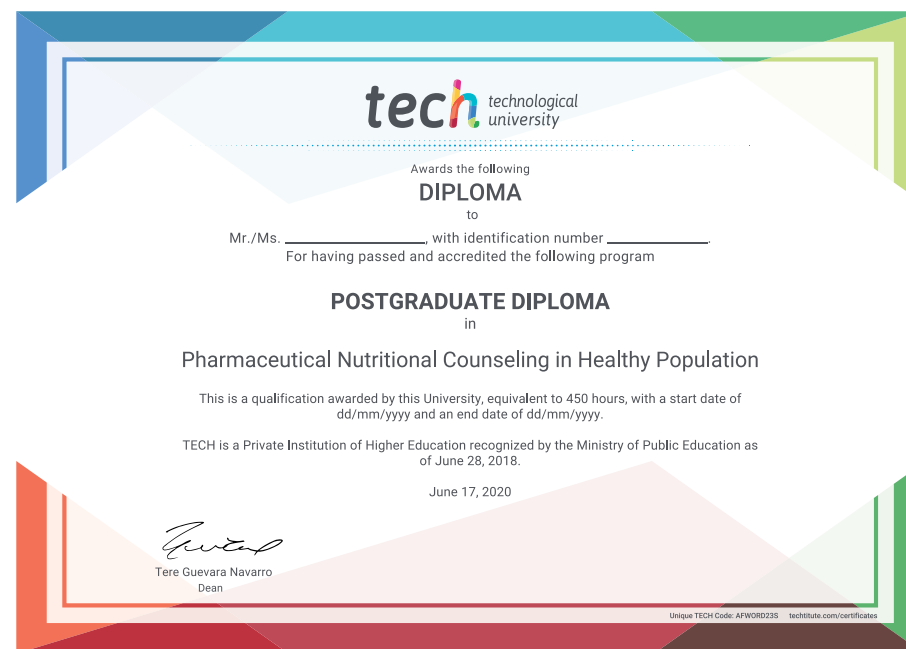 tech technological
university
Awards the following
DIPLOMA
to
Mr./Ms. ____________________, with identification number ______________.
For having passed and accredited the following program
POSTGRADUATE DIPLOMA
in
Pharmaceutical Nutritional Counseling in Healthy Population
This is a qualification awarded by this University, equivalent to 450 hours, with a start date of
dd/mm/yyyy and an end date of dd/mm/yyyy.
TECH is a Private Institution of Higher Education recognized by the Ministry of Public Education as
of June 28, 2018.
June 17, 2020
Tere Guevara Navarro
Dean
Unique TECH Code: AFWORD23S techtitute.com/certificates